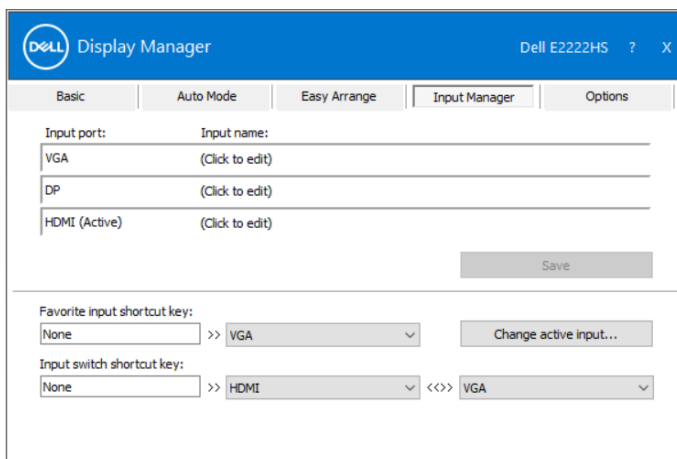 DELL Display Manager Dell E2222HS ? X
Basic Auto Mode Easy Arrange Input Manager Options
Input port: Input name:
VGA (Click to edit)
DP (Click to edit)
HDMI (Active) (Click to edit)
Save
Favorite input shortcut key:
None >> VGA Change active input...
Input switch shortcut key:
None >> HDMI <<>> VGA